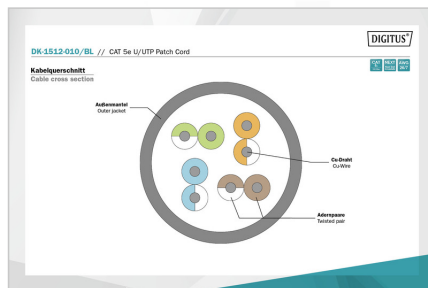 DIGITUS®
DK-1512-010/BL // CAT 5e U/UTP Patch Cord
Kabelquerschnitt
Cable cross section
Außenmantel
Outer jacket
Cu-Draht
Cu-Wire
Adernpaare
Twisted pair